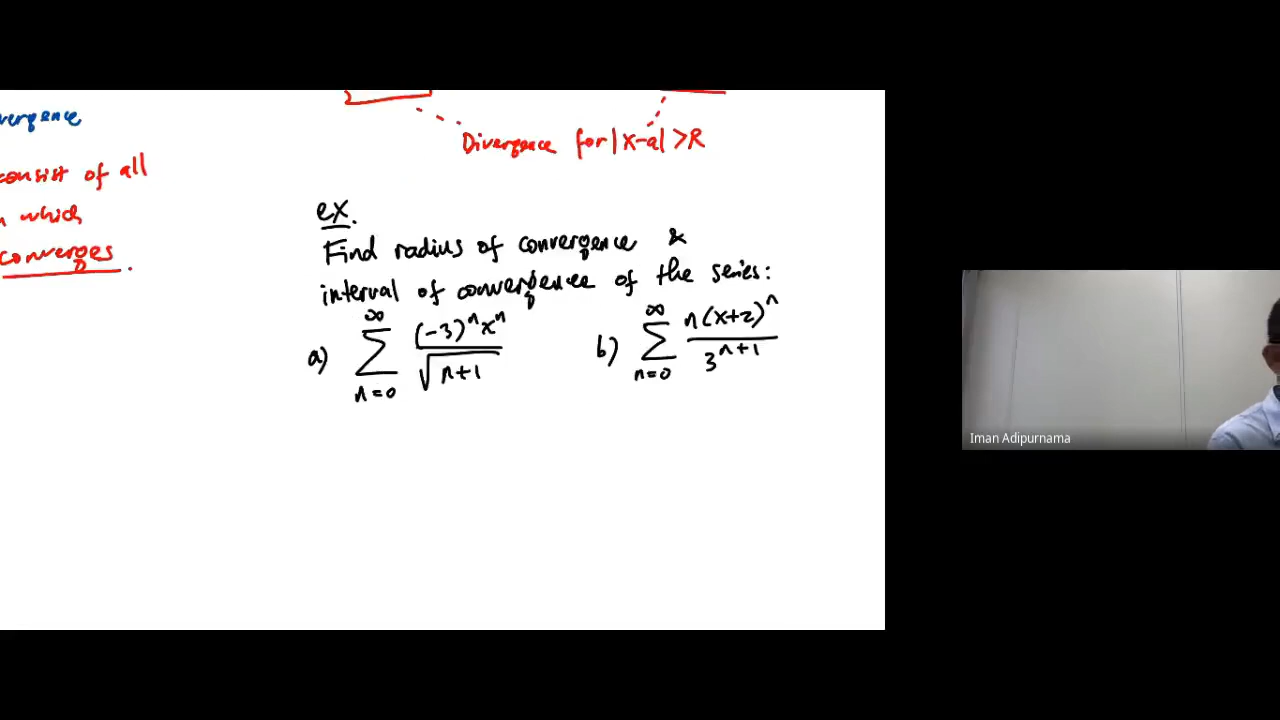 vergence
consist of all
which
converges.
Divergence for |x-a| > R
ex.
Find radius of convergence &
interval of convergence of the series:
a) ∞ Σ n=0 (-3)^n x^n / √(n+1)
b) ∞ Σ n=0 n(x+2)^n / 3^(n+1)
Iman Adipurnama